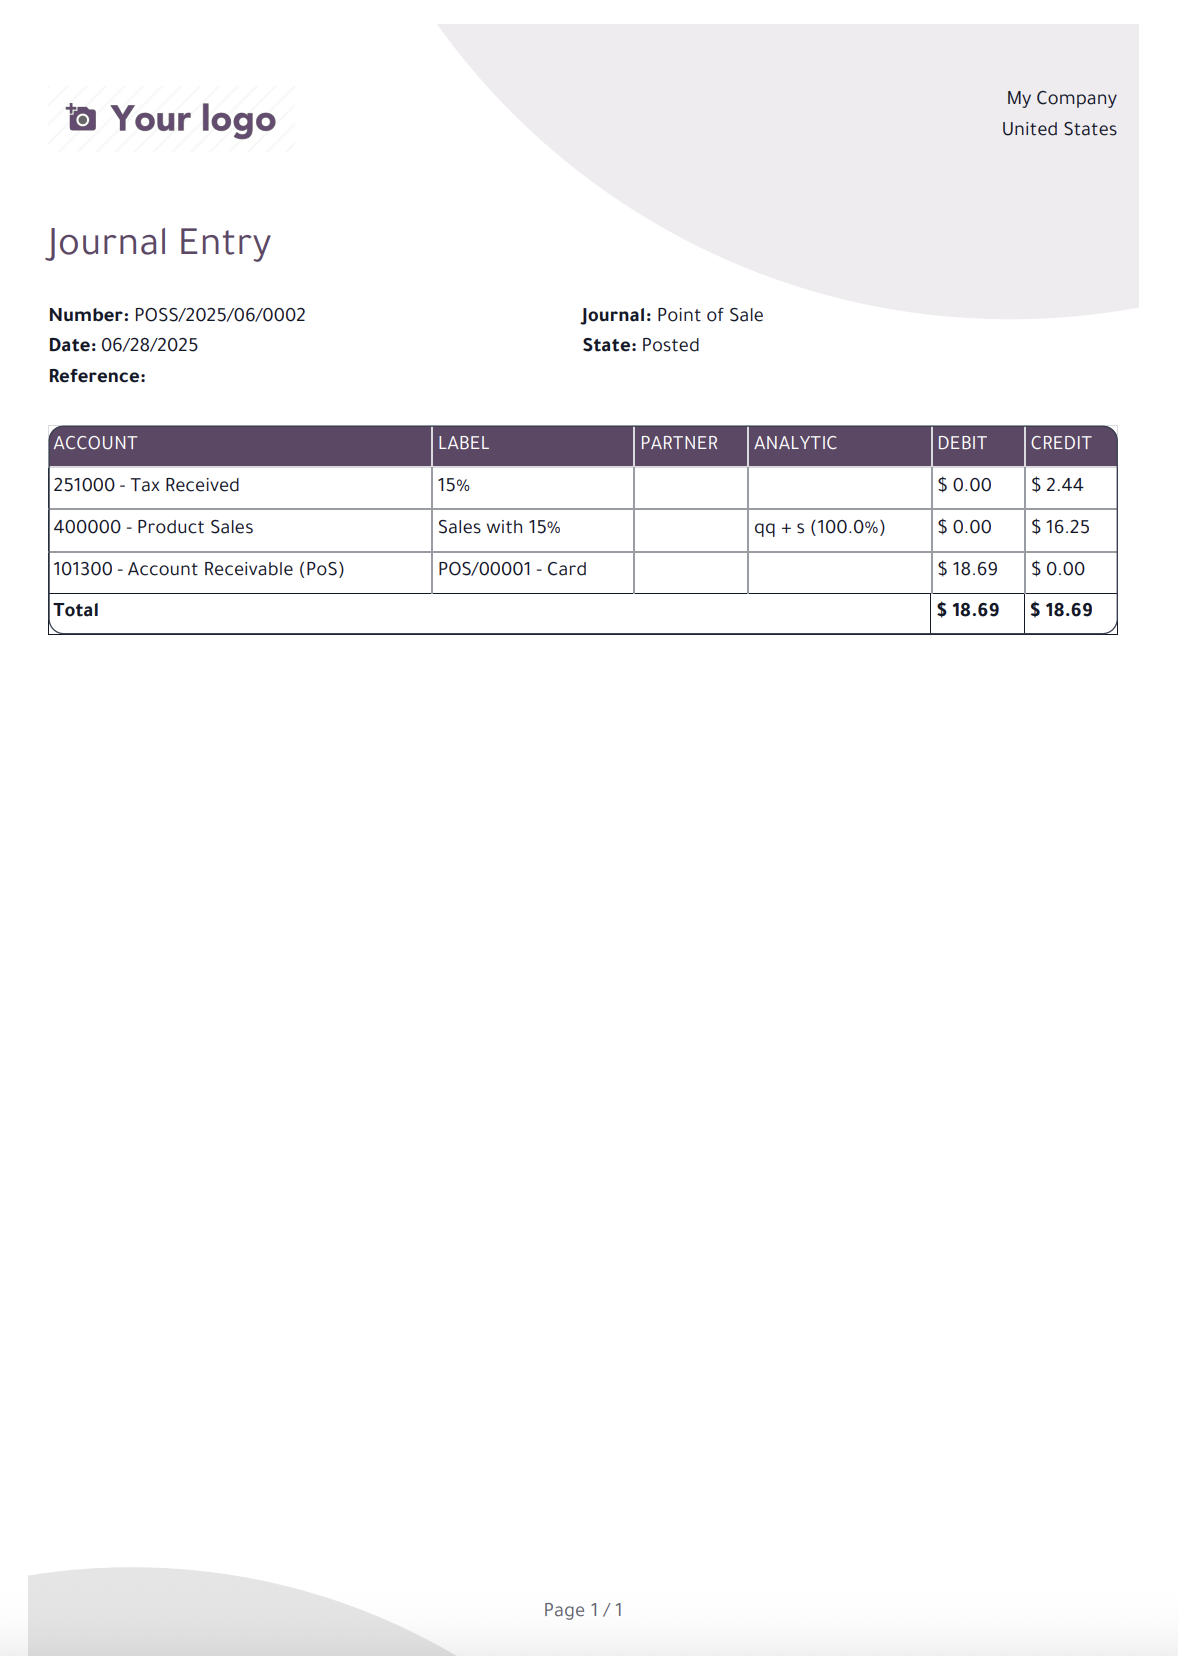 Your logo
My Company
United States
Journal Entry
Number: POSS/2025/06/0002
Journal: Point of Sale
Date: 06/28/2025
State: Posted
Reference:
ACCOUNT LABEL PARTNER ANALYTIC DEBIT CREDIT
251000 - Tax Received 15% $ 0.00 $ 2.44
400000 - Product Sales Sales with 15% qq + s (100.0%) $ 0.00 $ 16.25
101300 - Account Receivable (PoS) POS/00001 - Card $ 18.69 $ 0.00
Total $ 18.69 $ 18.69
Page 1 / 1